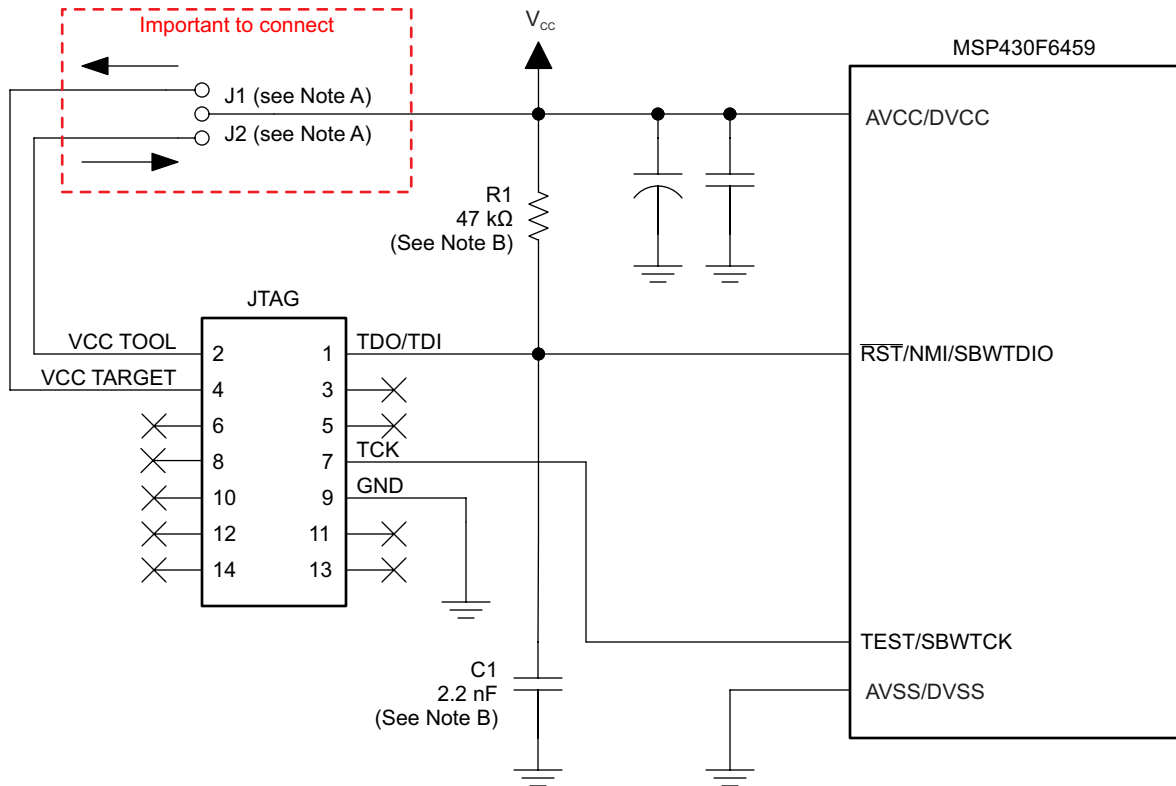 Important to connect
VCC
MSP430F6459
J1 (see Note A)
J2 (see Note A)
AVCC/DVCC
R1
47 kΩ
(See Note B)
JTAG
VCC TOOL
2
1
TDO/TDI
RST/NMI/SBWTDIO
VCC TARGET
4
3
6
5
8
7
TCK
10
9
GND
12
11
14
13
TEST/SBWTCK
C1
2.2 nF
(See Note B)
AVSS/DVSS